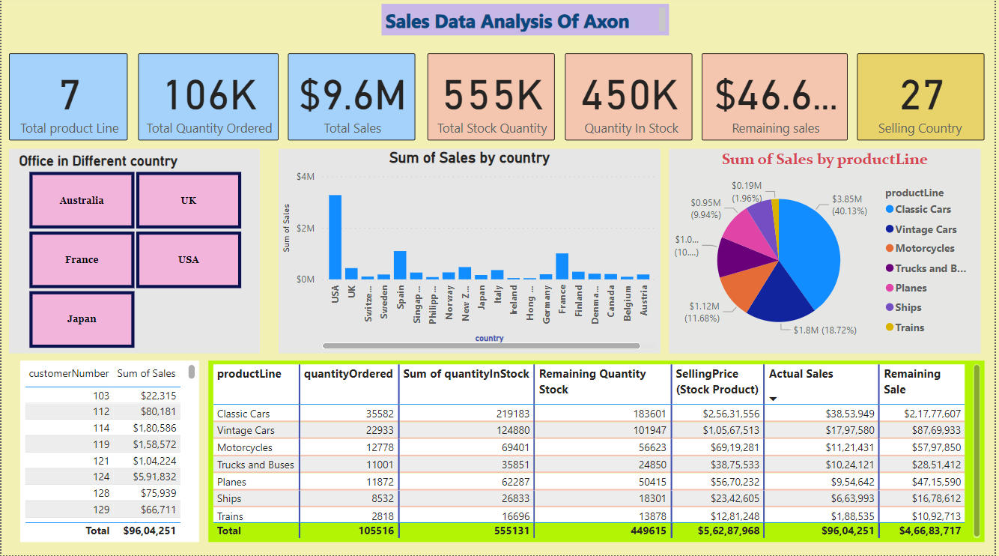 Sales Data Analysis Of Axon
7
Total product Line
106K
Total Quantity Ordered
$9.6M
Total Sales
555K
Total Stock Quantity
450K
Quantity In Stock
$46.6...
Remaining sales
27
Selling Country
Office in Different country
Australia
UK
France
USA
Japan
Sum of Sales by country
Sum of Sales
$4M
$2M
$0M
USA
UK
Switze...
Sweden
Spain
Singap...
Philipp...
Norway
New Z...
Japan
Italy
Ireland
Hong ...
Germany
France
Finland
Denma...
Canada
Belgium
Austria
country
Sum of Sales by productLine
$0.19M
(1.96%)
$0.95M
(9.94%)
$1.0...
(10....)
$1.12M
(11.68%)
$1.8M (18.72%)
$3.85M
(40.13%)
productLine
Classic Cars
Vintage Cars
Motorcycles
Trucks and B...
Planes
Ships
Trains
customerNumber Sum of Sales
103 $22,315
112 $80,181
114 $1,80,586
119 $1,58,572
121 $1,04,224
124 $5,91,832
128 $75,939
129 $66,711
Total $96,04,251
productLine quantityOrdered Sum of quantityInStock Remaining Quantity SellingPrice Actual Sales Remaining
Stock (Stock Product) Sale
Classic Cars 35582 219183 183601 $2,56,31,556 $38,53,949 $2,17,77,607
Vintage Cars 22933 124880 101947 $1,05,67,513 $17,97,580 $87,69,933
Motorcycles 12778 69401 56623 $69,19,281 $11,21,431 $57,97,850
Trucks and Buses 11001 35851 24850 $38,75,533 $10,24,121 $28,51,412
Planes 11872 62287 50415 $56,70,232 $9,54,642 $47,15,590
Ships 8532 26833 18301 $23,42,605 $6,63,993 $16,78,612
Trains 2818 16696 13878 $12,81,248 $1,88,535 $10,92,713
Total 105516 555131 449615 $5,62,87,968 $96,04,251 $4,66,83,717